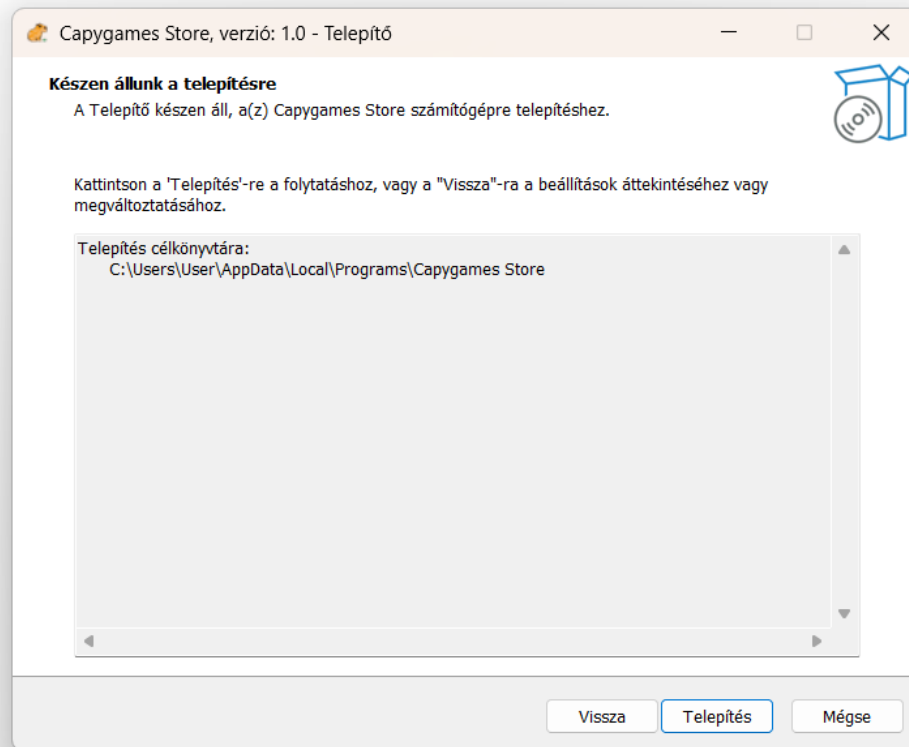 Capygames Store, verzió: 1.0 - Telepítő
Készen állunk a telepítésre
A Telepítő készen áll, a(z) Capygames Store számítógépre telepítéshez.
Kattintson a 'Telepítés'-re a folytatáshoz, vagy a "Vissza"-ra a beállítások áttekintéséhez vagy
megváltoztatásához.
Telepítés célkönyvtára:
C:\Users\User\AppData\Local\Programs\Capygames Store
Vissza
Telepítés
Mégse